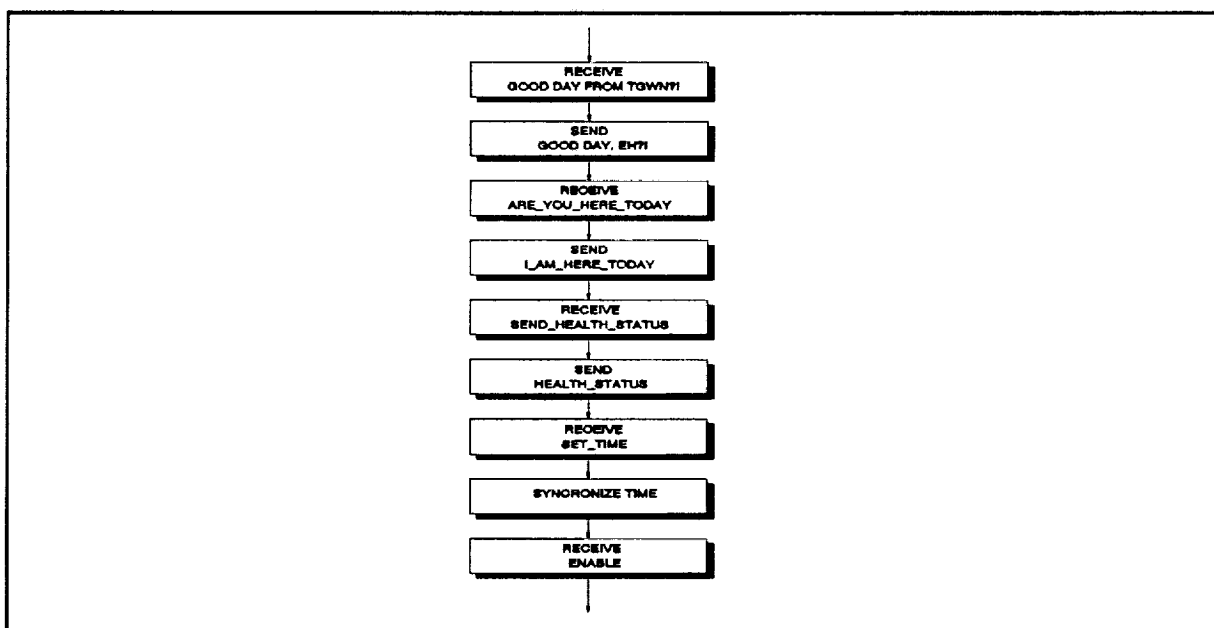 RECEIVE
GOOD DAY FROM TGWN?!
SEND
GOOD DAY, EH?!
RECEIVE
ARE_YOU_HERE_TODAY
SEND
I_AM_HERE_TODAY
RECEIVE
SEND_HEALTH_STATUS
SEND
HEALTH_STATUS
RECEIVE
SET_TIME
SYNCRONIZE TIME
RECEIVE
ENABLE